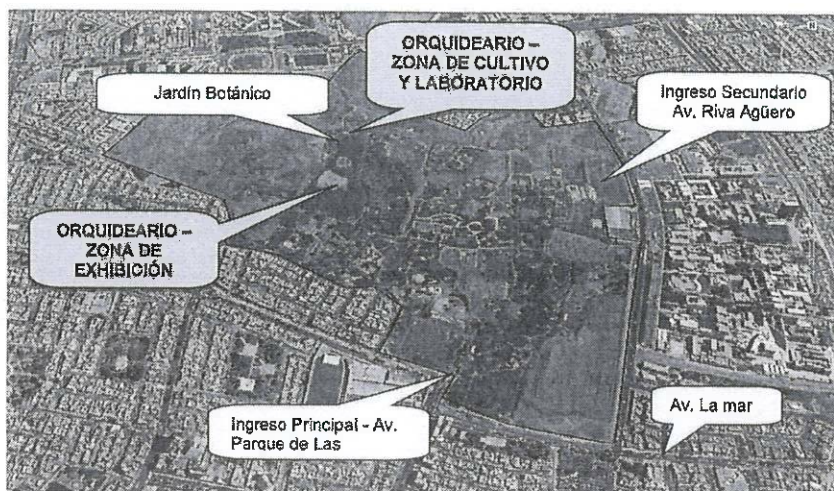 ORQUIDEARIO –
ZONA DE CULTIVO
Y LABORATORIO
Jardín Botánico
Ingreso Secundario
Av. Riva Agüero
ORQUIDEARIO –
ZONA DE
EXHIBICIÓN
Ingreso Principal - Av.
Parque de Las
Av. La mar